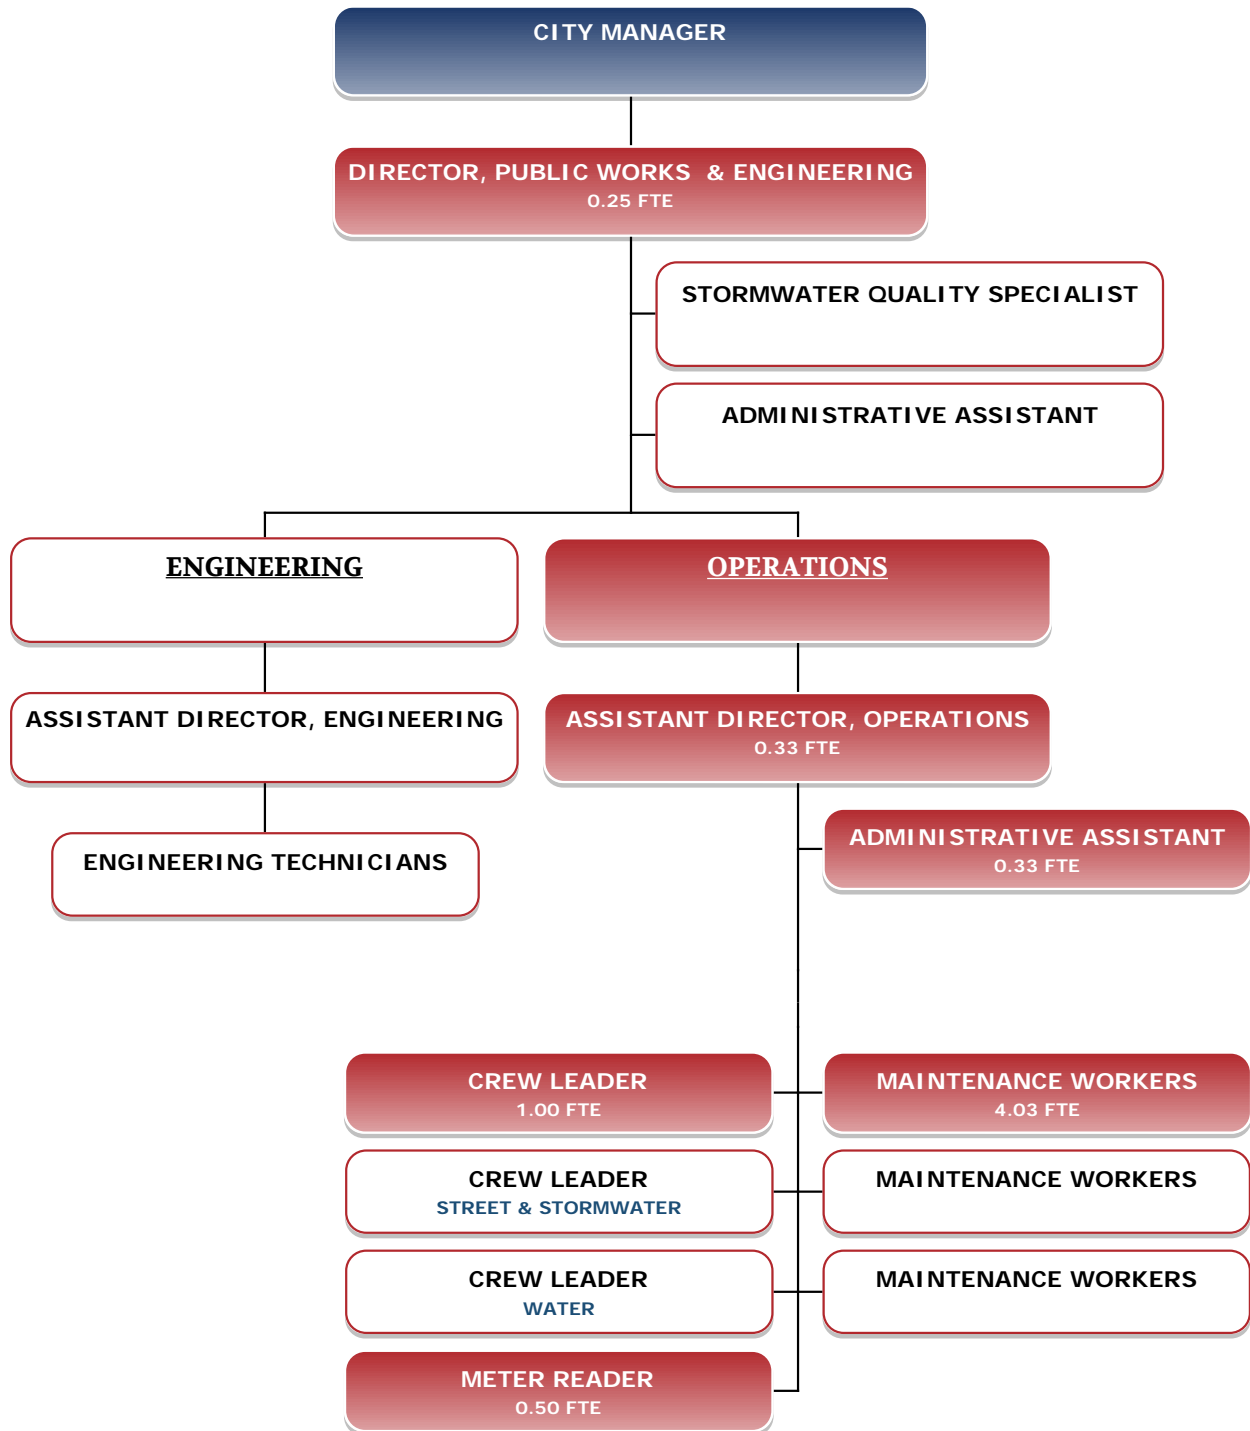 CITY MANAGER
DIRECTOR, PUBLIC WORKS & ENGINEERING
0.25 FTE
STORMWATER QUALITY SPECIALIST
ADMINISTRATIVE ASSISTANT
ENGINEERING
OPERATIONS
ASSISTANT DIRECTOR, ENGINEERING
ASSISTANT DIRECTOR, OPERATIONS
0.33 FTE
ENGINEERING TECHNICIANS
ADMINISTRATIVE ASSISTANT
0.33 FTE
CREW LEADER
1.00 FTE
MAINTENANCE WORKERS
4.03 FTE
CREW LEADER
STREET & STORMWATER
MAINTENANCE WORKERS
CREW LEADER
WATER
MAINTENANCE WORKERS
METER READER
0.50 FTE